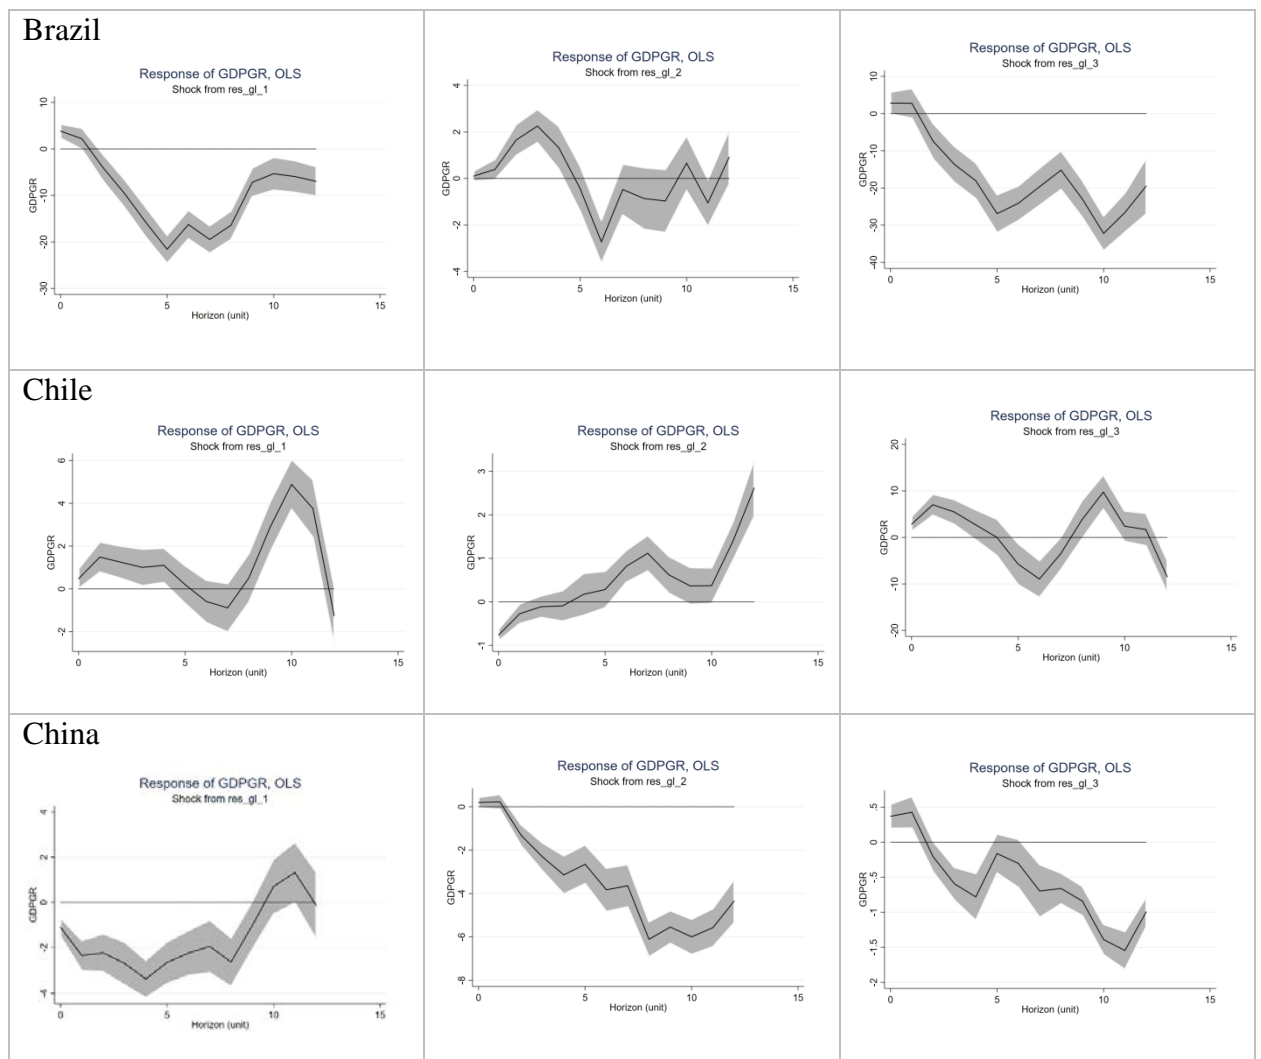 Brazil
Response of GDPGR, OLS
Shock from res_gl_1
GDPGR
10
0
-10
-20
-30
0 5 10 15
Horizon (unit)
Response of GDPGR, OLS
Shock from res_gl_2
GDPGR
4
2
0
-2
-4
0 5 10 15
Horizon (unit)
Response of GDPGR, OLS
Shock from res_gl_3
GDPGR
10
0
-10
-20
-30
-40
0 5 10 15
Horizon (unit)
Chile
Response of GDPGR, OLS
Shock from res_gl_1
GDPGR
6
4
2
0
-2
0 5 10 15
Horizon (unit)
Response of GDPGR, OLS
Shock from res_gl_2
GDPGR
3
2
1
0
-1
0 5 10 15
Horizon (unit)
Response of GDPGR, OLS
Shock from res_gl_3
GDPGR
20
10
0
-10
-20
0 5 10 15
Horizon (unit)
China
Response of GDPGR, OLS
Shock from res_gl_1
GDPGR
4
2
0
-2
-4
0 5 10 15
Horizon (unit)
Response of GDPGR, OLS
Shock from res_gl_2
GDPGR
0
-2
-4
-6
-8
0 5 10 15
Horizon (unit)
Response of GDPGR, OLS
Shock from res_gl_3
GDPGR
.5
0
-.5
-1
-1.5
-2
0 5 10 15
Horizon (unit)